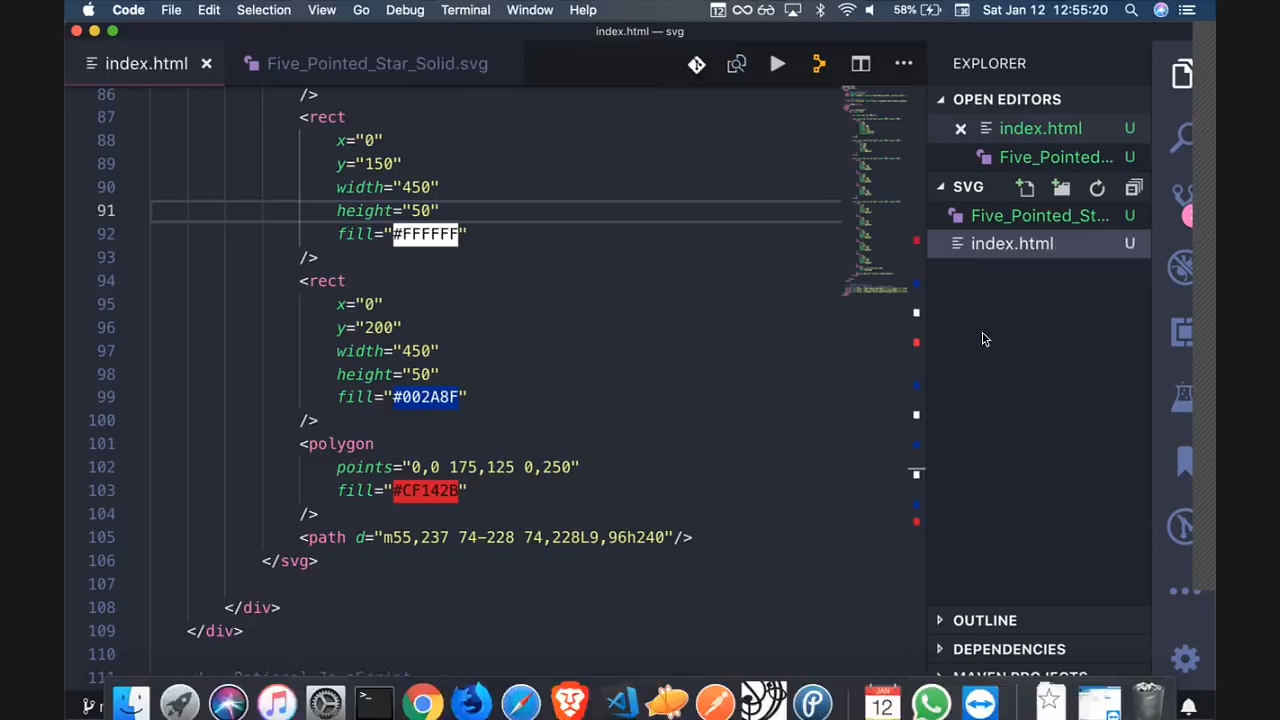 Code File Edit Selection View Go Debug Terminal Window Help 12 58% Sat Jan 12 12:55:20
index.html — svg
index.html Five_Pointed_Star_Solid.svg EXPLORER
OPEN EDITORS
index.html U
Five_Pointed... U
SVG
Five_Pointed_St... U
index.html U
86 />
87 <rect
88 x="0"
89 y="150"
90 width="450"
91 height="50"
92 fill="#FFFFFF"
93 />
94 <rect
95 x="0"
96 y="200"
97 width="450"
98 height="50"
99 fill="#002A8F"
100 />
101 <polygon
102 points="0,0 175,125 0,250"
103 fill="#CF142B"
104 />
105 <path d="m55,237 74-228 74,228L9,96h240"/>
106 </svg>
107
108 </div>
109 </div>
110
111
OUTLINE
DEPENDENCIES
MAVEN PROJECTS
JAN
12